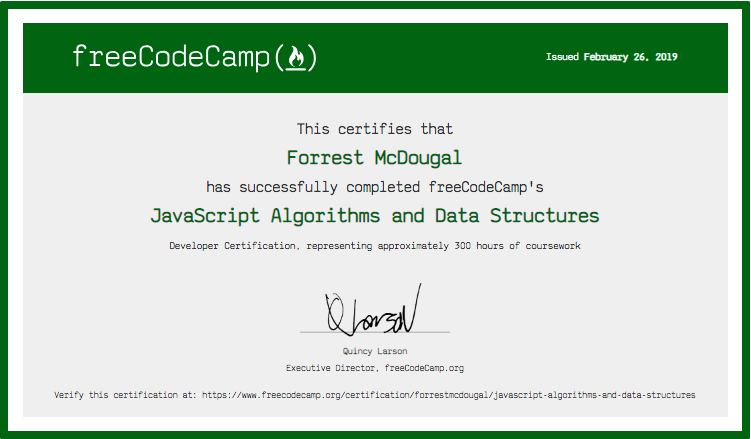 freeCodeCamp(🔥)
Issued February 26, 2019
This certifies that
Forrest McDougal
has successfully completed freeCodeCamp's
JavaScript Algorithms and Data Structures
Developer Certification, representing approximately 300 hours of coursework
Q Larson
Quincy Larson
Executive Director, freeCodeCamp.org
Verify this certification at: https://www.freecodecamp.org/certification/forrestmcdougal/javascript-algorithms-and-data-structures